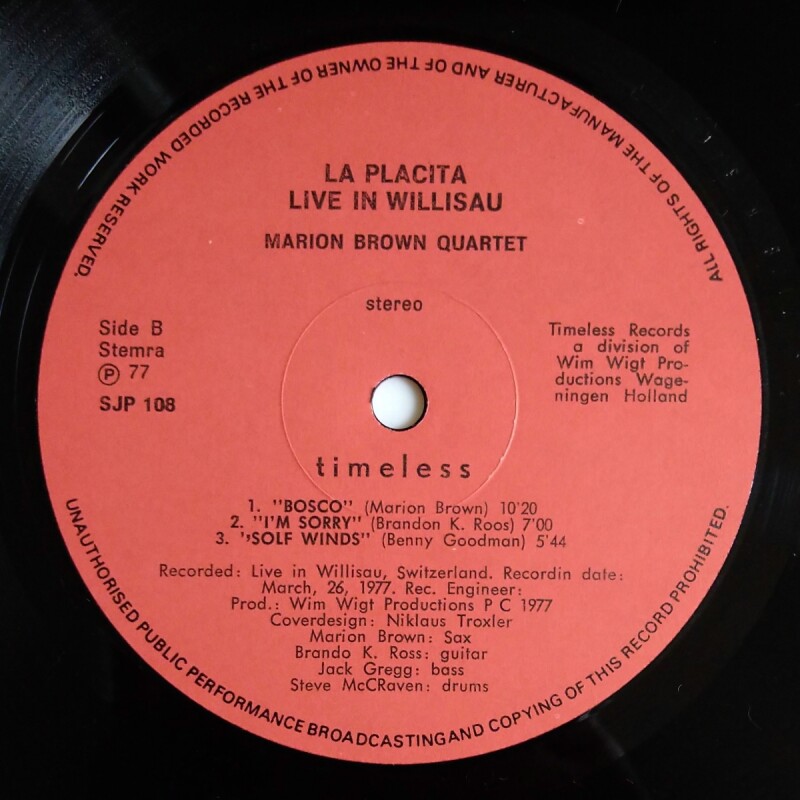 ALL RIGHTS OF THE MANUFACTURER AND OF THE OWNER OF THE RECORDED WORK RESERVED.
LA PLACITA
LIVE IN WILLISAU
MARION BROWN QUARTET
stereo
Side B
Stemra
Ⓟ 77
SJP 108
Timeless Records
a division of
Wim Wigt Pro-
ductions Wage-
ningen Holland
timeless
1. "BOSCO" (Marion Brown) 10'20
2. "I'M SORRY" (Brandon K. Roos) 7'00
3. "SOLF WINDS" (Benny Goodman) 5'44
Recorded: Live in Willisau, Switzerland. Recordin date:
March, 26, 1977. Rec. Engineer:
Prod.: Wim Wigt Productions P C 1977
Coverdesign: Niklaus Troxler
Marion Brown: Sax
Brando K. Ross: guitar
Jack Gregg: bass
Steve McCraven: drums
UNAUTHORISED PUBLIC PERFORMANCE BROADCASTING AND COPYING OF THIS RECORD PROHIBITED.